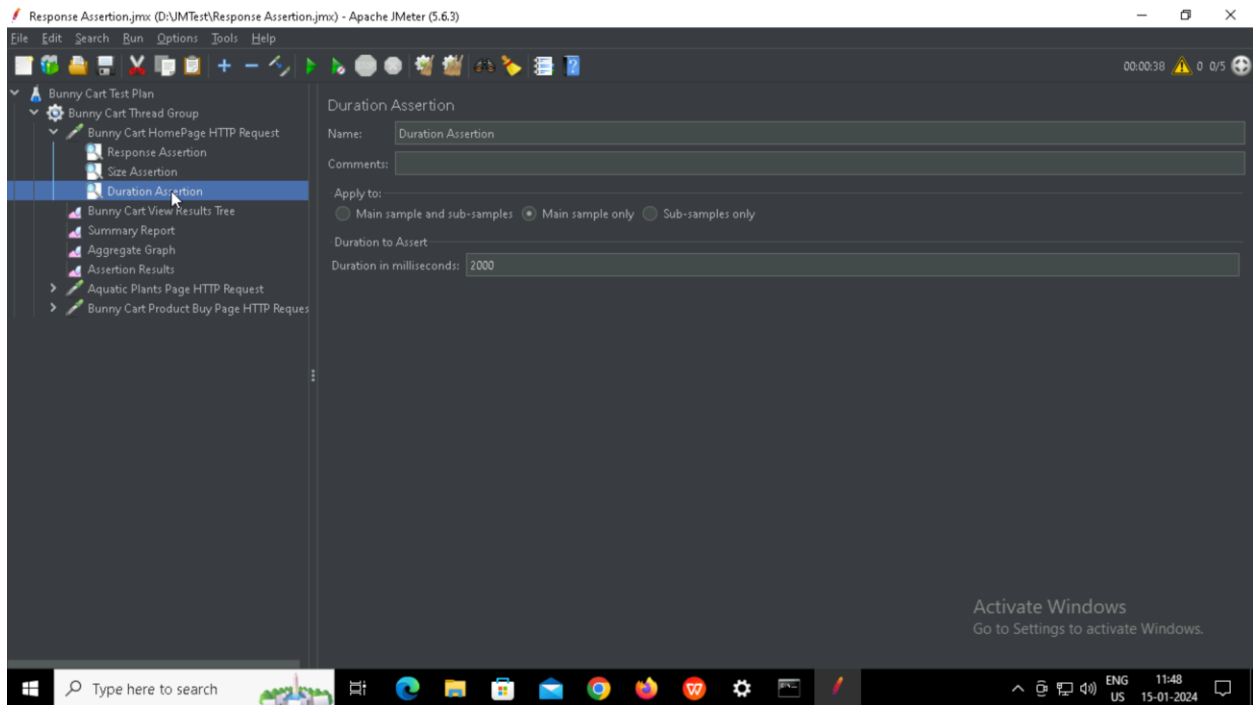 Response Assertion.jmx (D:\JMTest\Response Assertion.jmx) - Apache JMeter (5.6.3)
File Edit Search Run Options Tools Help
00:00:38 0 0/5
Bunny Cart Test Plan
Bunny Cart Thread Group
Bunny Cart HomePage HTTP Request
Response Assertion
Size Assertion
Duration Assertion
Bunny Cart View Results Tree
Summary Report
Aggregate Graph
Assertion Results
Aquatic Plants Page HTTP Request
Bunny Cart Product Buy Page HTTP Reques
Duration Assertion
Name: Duration Assertion
Comments:
Apply to:
Main sample and sub-samples Main sample only Sub-samples only
Duration to Assert
Duration in milliseconds: 2000
Activate Windows
Go to Settings to activate Windows.
Type here to search
ENG
US
11:48
15-01-2024